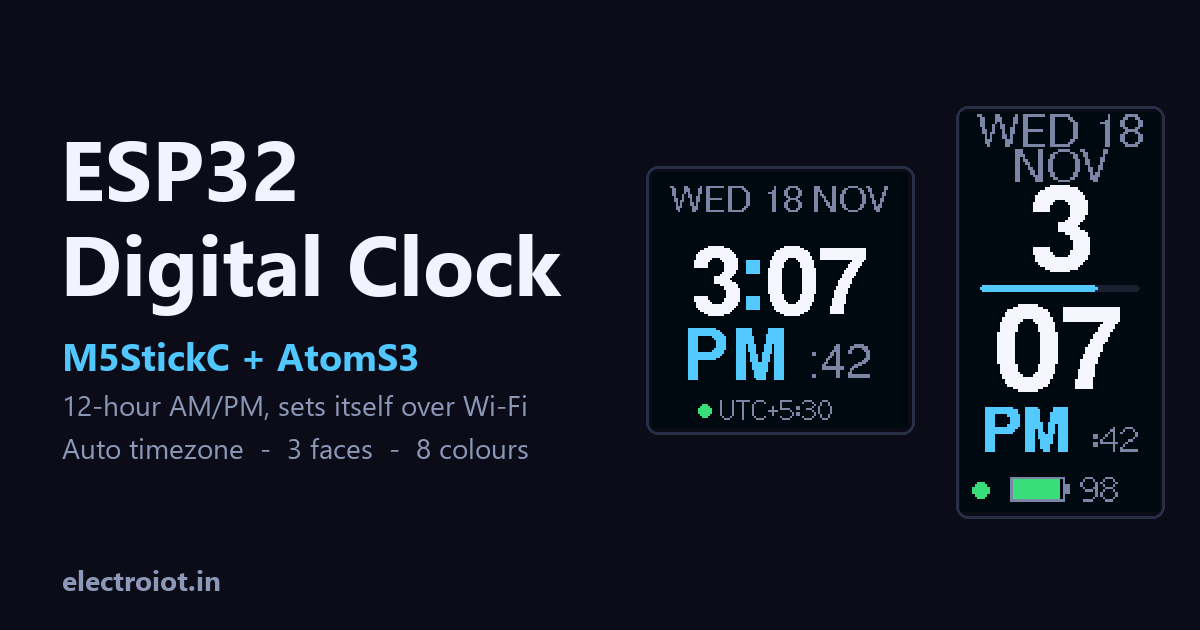 ESP32
Digital Clock
M5StickC + AtomS3
12-hour AM/PM, sets itself over Wi-Fi
Auto timezone - 3 faces - 8 colours
electroiot.in
WED 18 NOV
3:07
PM :42
UTC+5:30
WED 18
NOV
3
07
PM :42
98